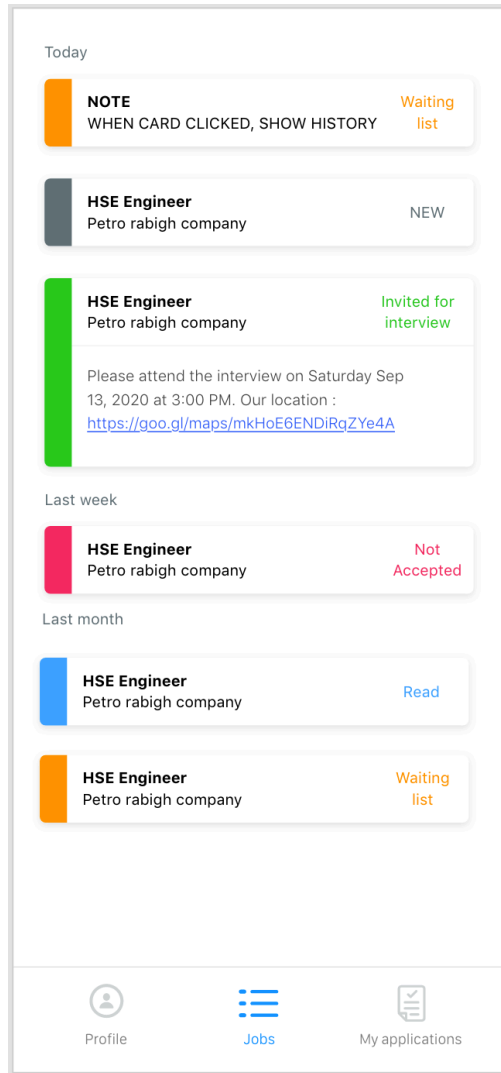 Today
NOTE
WHEN CARD CLICKED, SHOW HISTORY
Waiting
list
HSE Engineer
Petro rabigh company
NEW
HSE Engineer
Petro rabigh company
Invited for
interview
Please attend the interview on Saturday Sep
13, 2020 at 3:00 PM. Our location :
https://goo.gl/maps/mkHoE6ENDiRqZYe4A
Last week
HSE Engineer
Petro rabigh company
Not
Accepted
Last month
HSE Engineer
Petro rabigh company
Read
HSE Engineer
Petro rabigh company
Waiting
list
Profile
Jobs
My applications